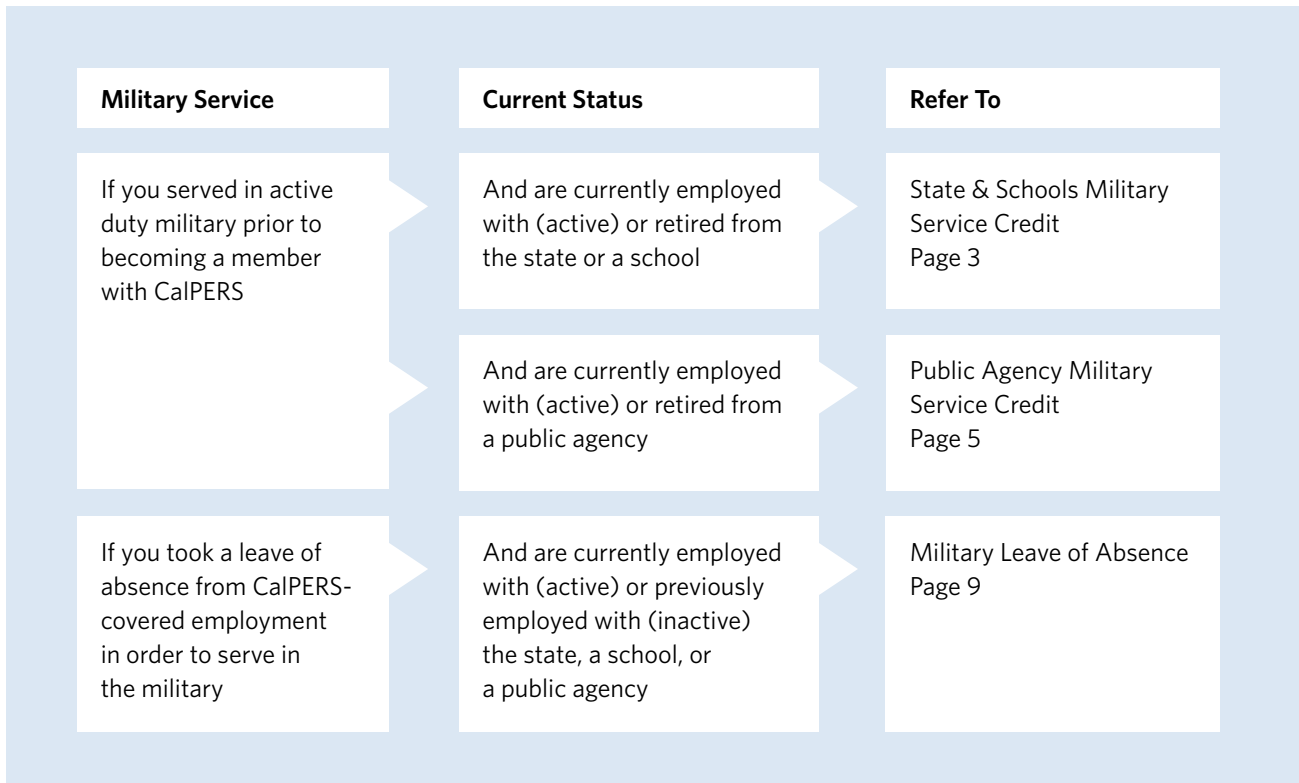 Military Service
Current Status
Refer To
If you served in active
duty military prior to
becoming a member
with CalPERS
And are currently employed
with (active) or retired from
the state or a school
State & Schools Military
Service Credit
Page 3
And are currently employed
with (active) or retired from
a public agency
Public Agency Military
Service Credit
Page 5
If you took a leave of
absence from CalPERS-
covered employment
in order to serve in
the military
And are currently employed
with (active) or previously
employed with (inactive)
the state, a school, or
a public agency
Military Leave of Absence
Page 9